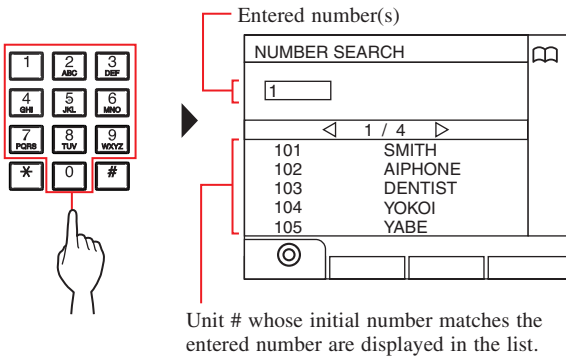 Entered number(s)
1
2
ABC
3
DEF
4
GHI
5
JKL
6
MNO
7
PQRS
8
TUV
9
WXYZ
*
0
#
NUMBER SEARCH
1
1 / 4
101 SMITH
102 AIPHONE
103 DENTIST
104 YOKOI
105 YABE
Unit # whose initial number matches the
entered number are displayed in the list.